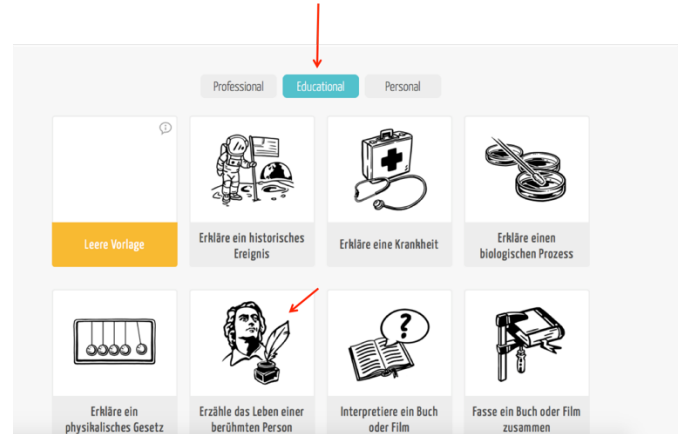 Professional Educational Personal
Leere Vorlage
Erkläre ein historisches
Ereignis
Erkläre eine Krankheit
Erkläre einen
biologischen Prozess
?
Erkläre ein
physikalisches Gesetz
Erzähle das Leben einer
berühmten Person
Interpretiere ein Buch
oder Film
Fasse ein Buch oder Film
zusammen